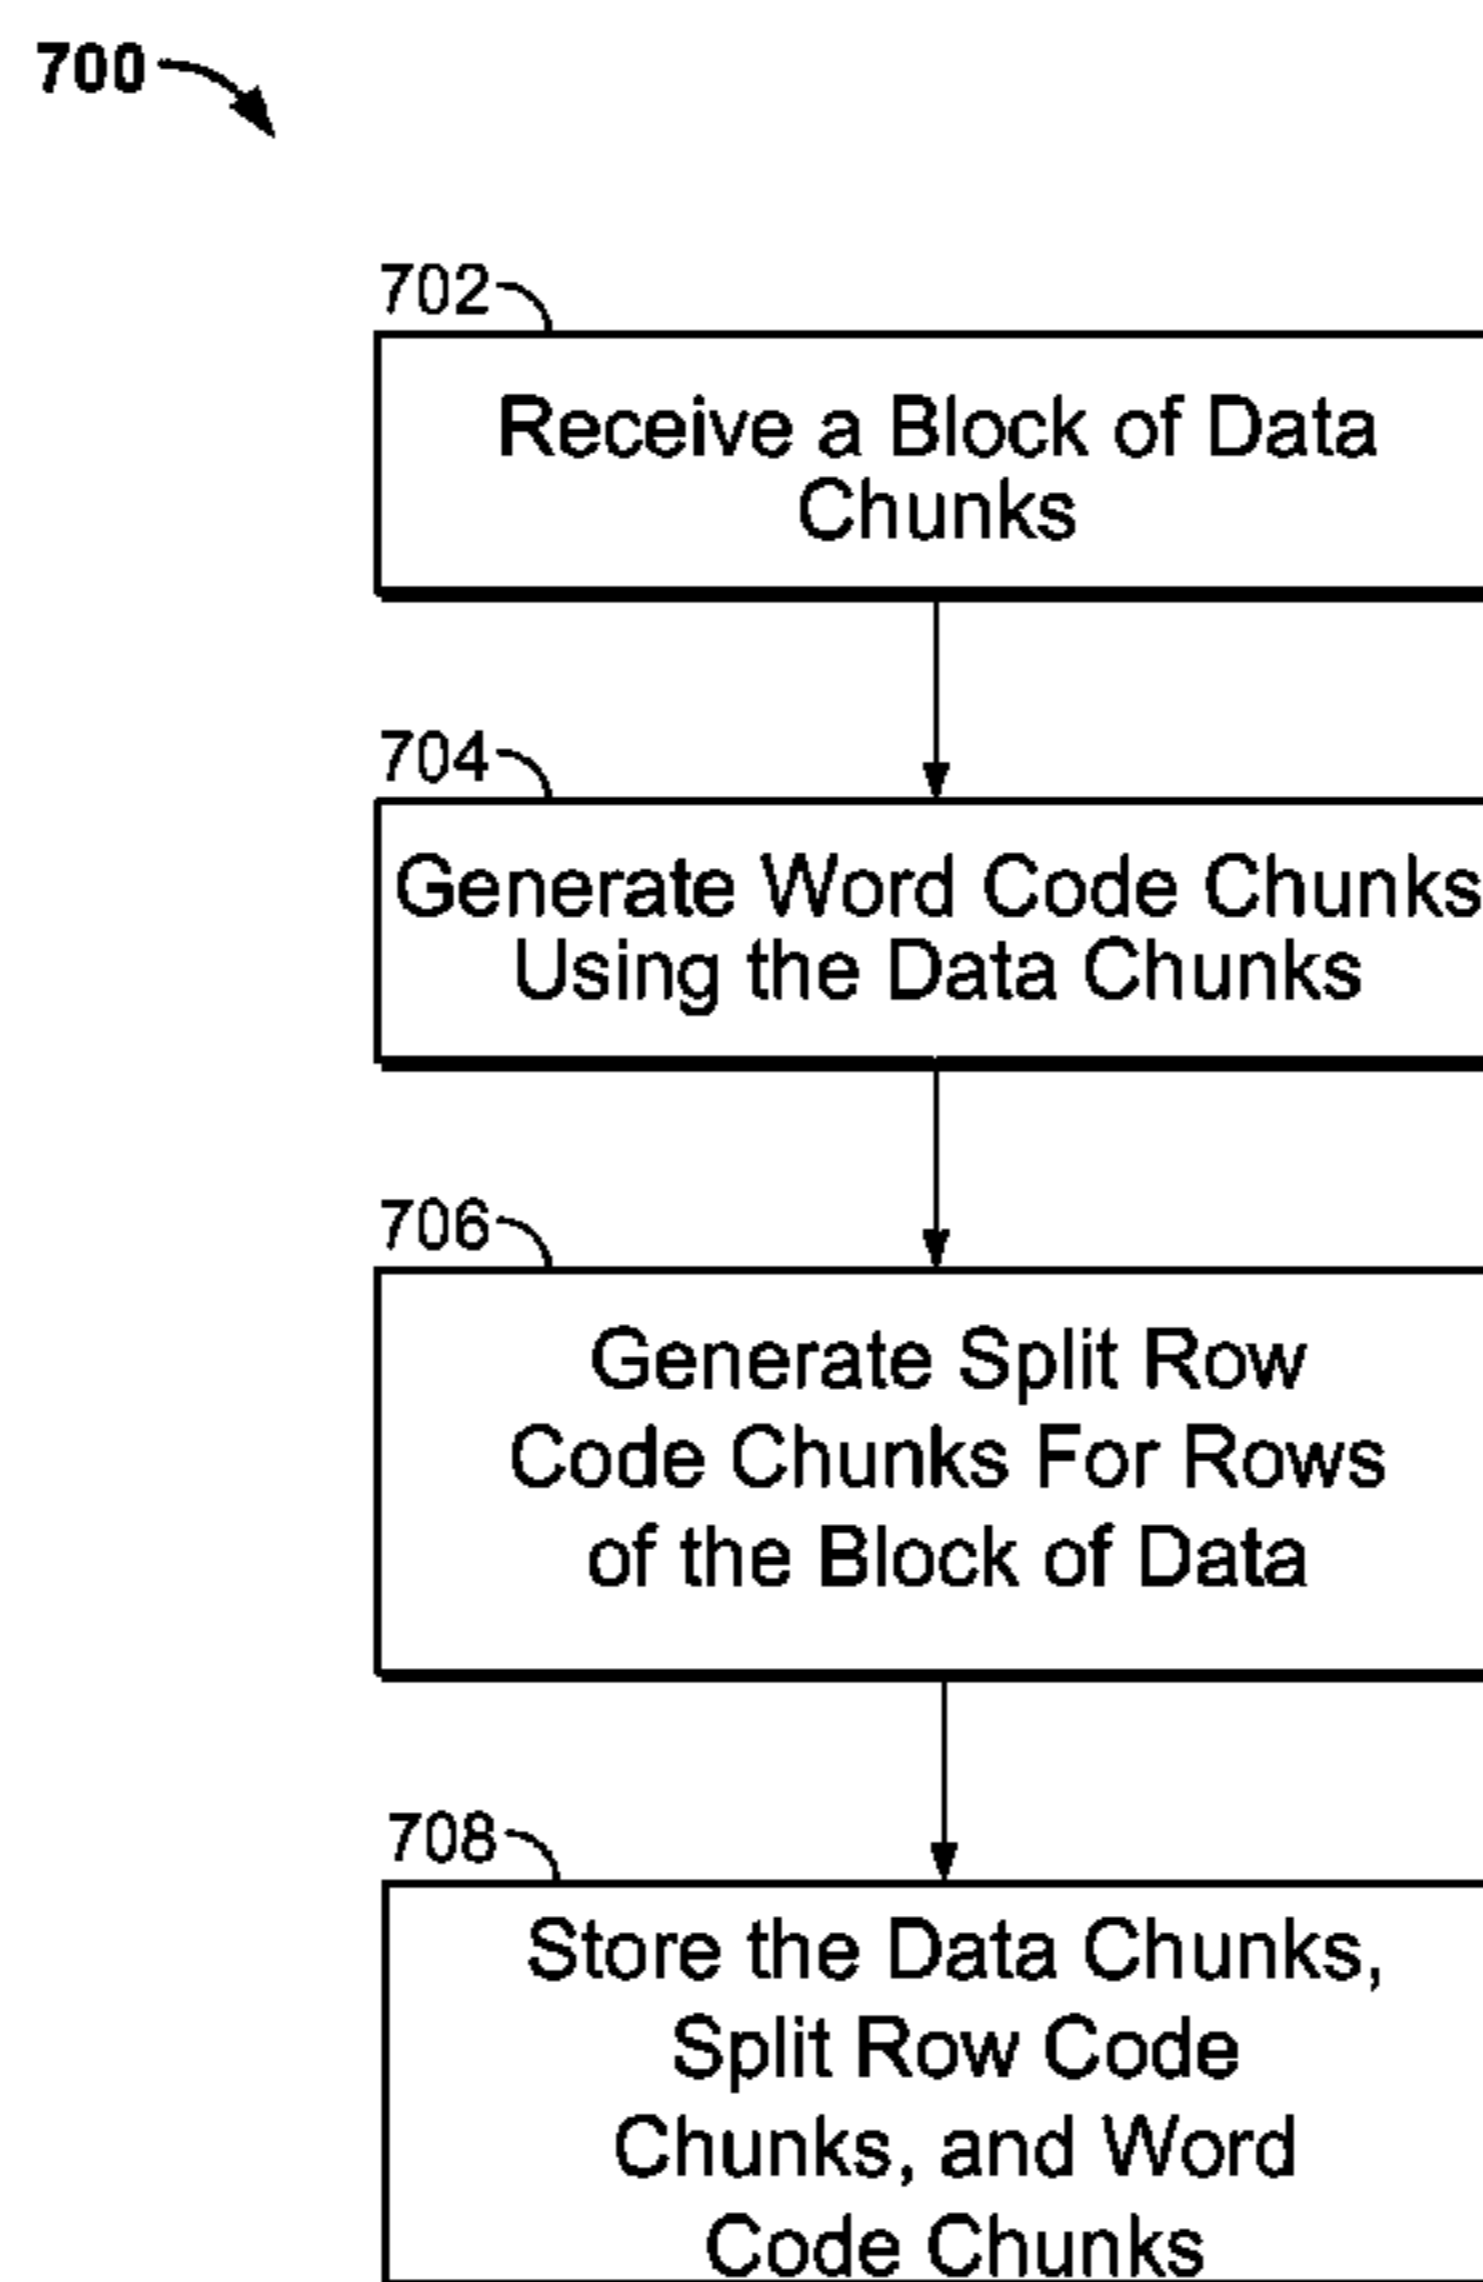 700
702
Receive a Block of Data
Chunks
704
Generate Word Code Chunks
Using the Data Chunks
706
Generate Split Row
Code Chunks For Rows
of the Block of Data
708
Store the Data Chunks,
Split Row Code
Chunks, and Word
Code Chunks